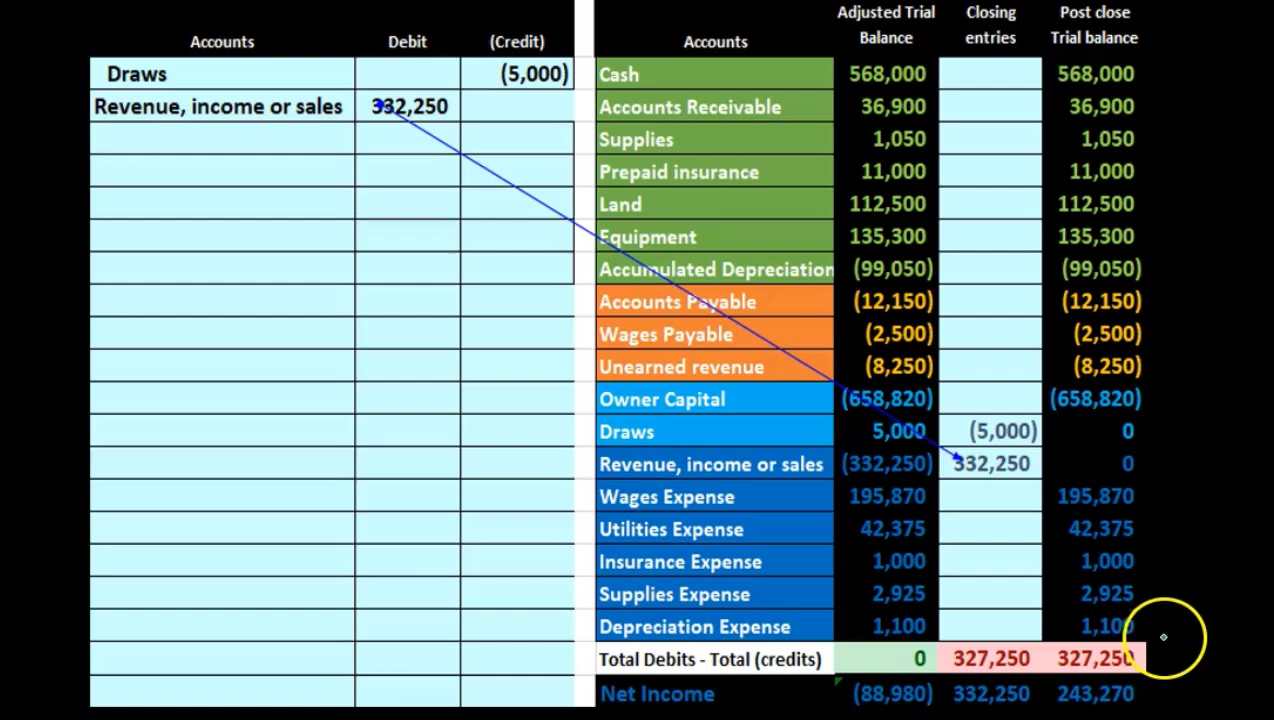 Accounts Debit (Credit)
Draws (5,000)
Revenue, income or sales 332,250
Accounts Adjusted Trial Balance Closing entries Post close Trial balance
Cash 568,000 568,000
Accounts Receivable 36,900 36,900
Supplies 1,050 1,050
Prepaid insurance 11,000 11,000
Land 112,500 112,500
Equipment 135,300 135,300
Accumulated Depreciation (99,050) (99,050)
Accounts Payable (12,150) (12,150)
Wages Payable (2,500) (2,500)
Unearned revenue (8,250) (8,250)
Owner Capital (658,820) (658,820)
Draws 5,000 (5,000) 0
Revenue, income or sales (332,250) 332,250 0
Wages Expense 195,870 195,870
Utilities Expense 42,375 42,375
Insurance Expense 1,000 1,000
Supplies Expense 2,925 2,925
Depreciation Expense 1,100 1,100
Total Debits - Total (credits) 0 327,250 327,250
Net Income (88,980) 332,250 243,270